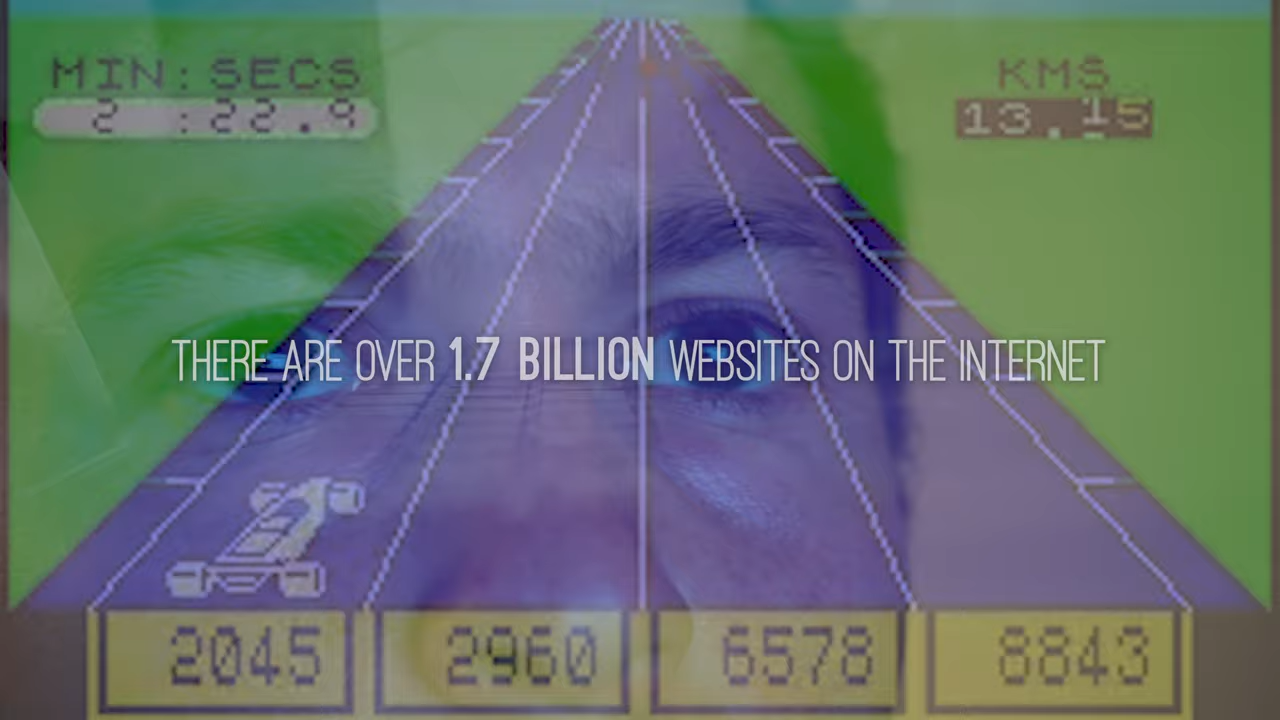 MIN:SECS
KMS
2 :22.9
13.15
THERE ARE OVER 1.7 BILLION WEBSITES ON THE INTERNET
2045 2960 6578 8843